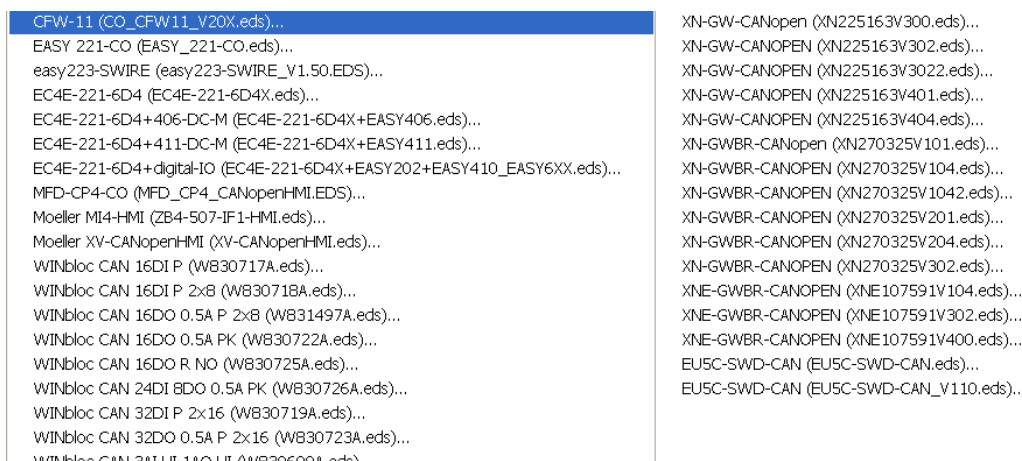 CFW-11 (CO_CFW11_V20X.eds)...
EASY 221-CO (EASY_221-CO.eds)...
easy223-SWIRE (easy223-SWIRE_V1.50.EDS)...
EC4E-221-6D4 (EC4E-221-6D4X.eds)...
EC4E-221-6D4+406-DC-M (EC4E-221-6D4X+EASY406.eds)...
EC4E-221-6D4+411-DC-M (EC4E-221-6D4X+EASY411.eds)...
EC4E-221-6D4+digital-IO (EC4E-221-6D4X+EASY202+EASY410_EASY6XX.eds)...
MFD-CP4-CO (MFD_CP4_CANopenHMI.EDS)...
Moeller MI4-HMI (ZB4-507-IF1-HMI.eds)...
Moeller XV-CANopenHMI (XV-CANopenHMI.eds)...
WINbloc CAN 16DI P (W830717A.eds)...
WINbloc CAN 16DI P 2x8 (W830718A.eds)...
WINbloc CAN 16DO 0.5A P 2x8 (W831497A.eds)...
WINbloc CAN 16DO 0.5A PK (W830722A.eds)...
WINbloc CAN 16DO R NO (W830725A.eds)...
WINbloc CAN 24DI 8DO 0.5A PK (W830726A.eds)...
WINbloc CAN 32DI P 2x16 (W830719A.eds)...
WINbloc CAN 32DO 0.5A P 2x16 (W830723A.eds)...
WINbloc CAN
XN-GW-CANopen (XN225163V300.eds)...
XN-GW-CANOPEN (XN225163V302.eds)...
XN-GW-CANOPEN (XN225163V3022.eds)...
XN-GW-CANOPEN (XN225163V401.eds)...
XN-GW-CANOPEN (XN225163V404.eds)...
XN-GWBR-CANopen (XN270325V101.eds)...
XN-GWBR-CANOPEN (XN270325V104.eds)...
XN-GWBR-CANOPEN (XN270325V1042.eds)...
XN-GWBR-CANOPEN (XN270325V201.eds)...
XN-GWBR-CANOPEN (XN270325V204.eds)...
XN-GWBR-CANOPEN (XN270325V302.eds)...
XNE-GWBR-CANOPEN (XNE107591V104.eds)...
XNE-GWBR-CANOPEN (XNE107591V302.eds)...
XNE-GWBR-CANOPEN (XNE107591V400.eds)...
EU5C-SWD-CAN (EU5C-SWD-CAN.eds)...
EU5C-SWD-CAN (EU5C-SWD-CAN_V110.eds)..